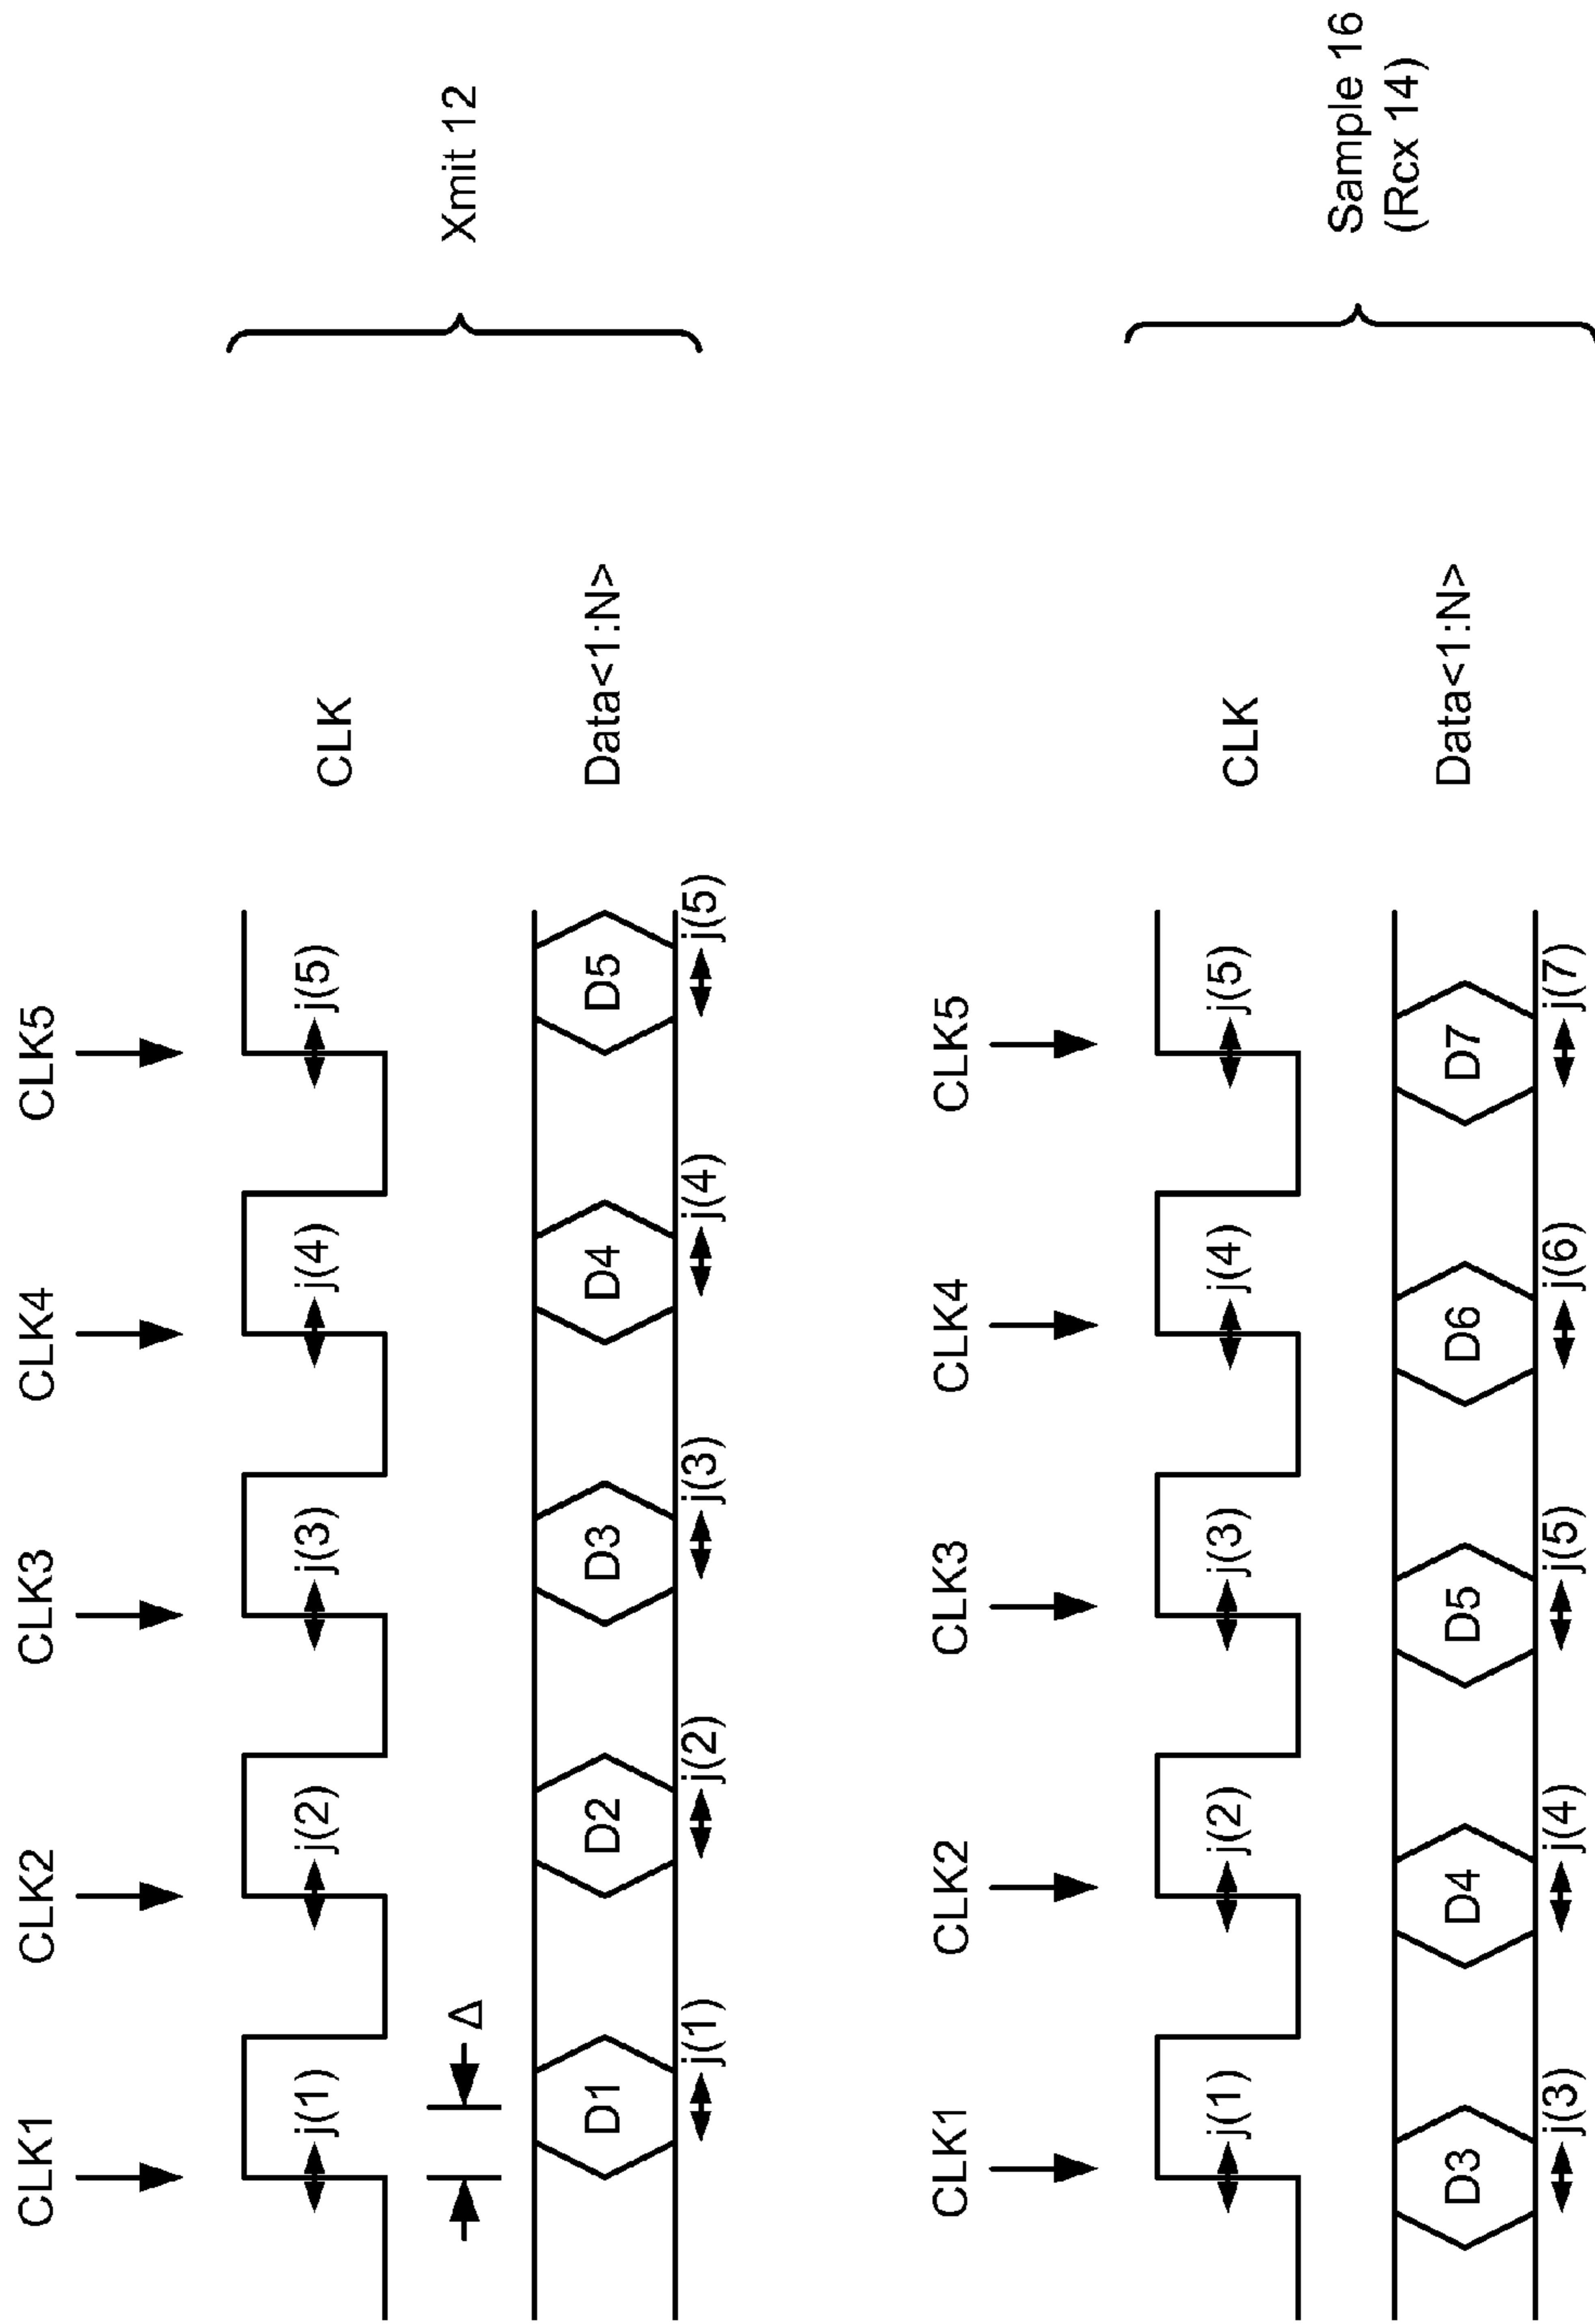 CLK1 CLK2 CLK3 CLK4 CLK5
j(1) j(2) j(3) j(4) j(5) CLK
Δ
Xmit 12
D1 D2 D3 D4 D5 Data<1:N>
j(1) j(2) j(3) j(4) j(5)
CLK1 CLK2 CLK3 CLK4 CLK5
j(1) j(2) j(3) j(4) j(5) CLK
Sample 16
(Rcx 14)
D3 D4 D5 D6 D7 Data<1:N>
j(3) j(4) j(5) j(6) j(7)